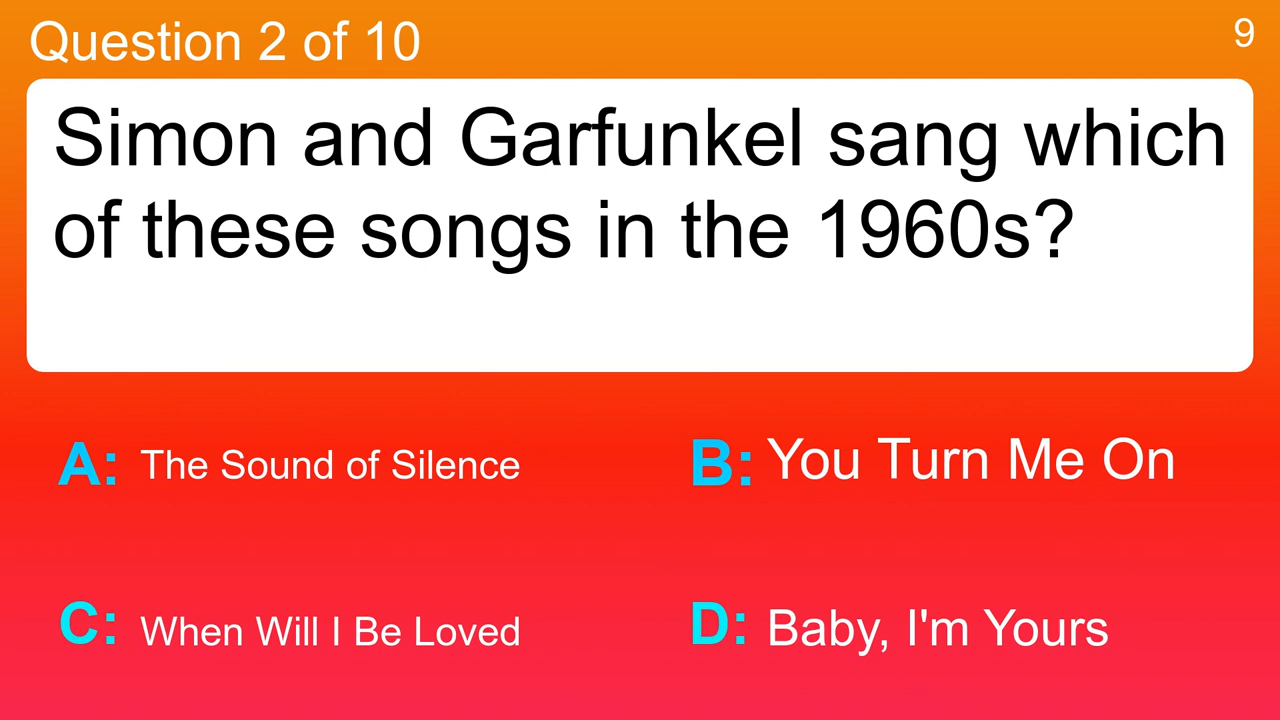 Question 2 of 10
9
Simon and Garfunkel sang which
of these songs in the 1960s?
A: The Sound of Silence
B: You Turn Me On
C: When Will I Be Loved
D: Baby, I'm Yours